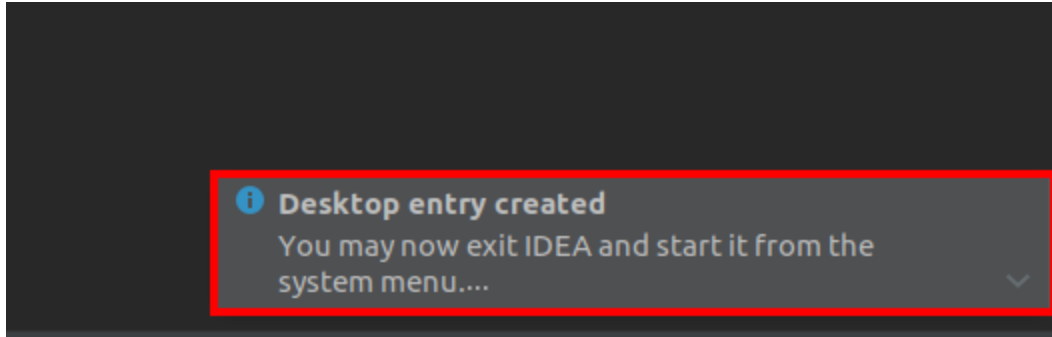 Desktop entry created
You may now exit IDEA and start it from the
system menu....